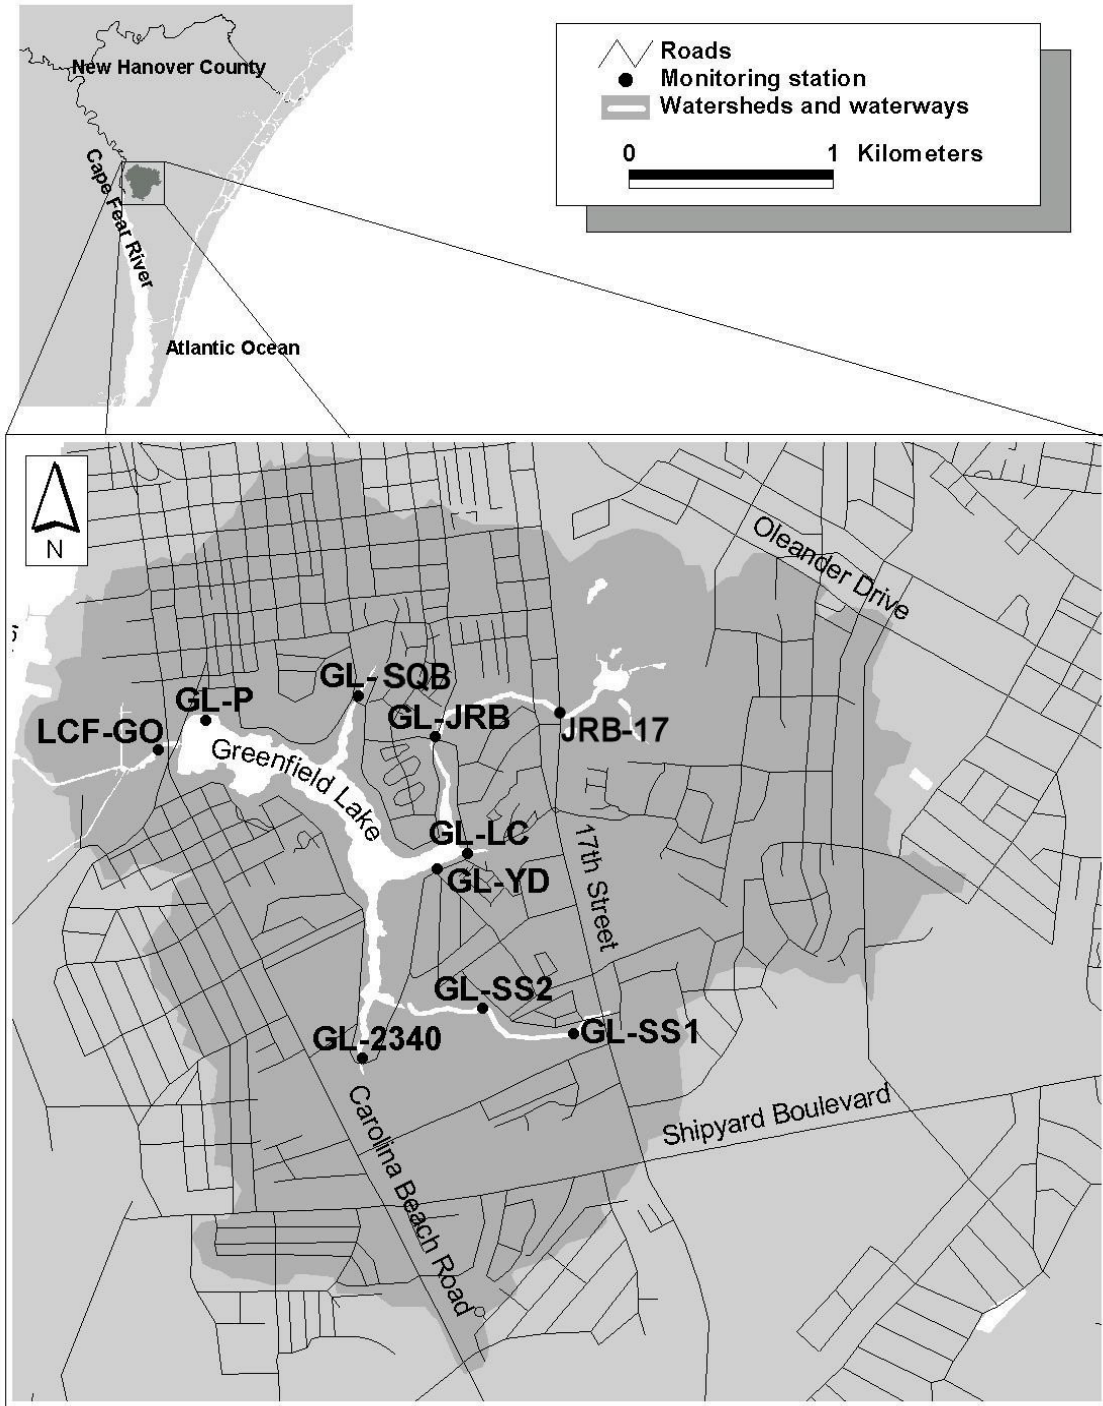 New Hanover County
Cape Fear River
Atlantic Ocean
Roads
Monitoring station
Watersheds and waterways
0 1 Kilometers
N
Oleander Drive
GL-SQB
GL-P
GL-JRB
LCF-GO
JRB-17
Greenfield Lake
GL-LC
17th Street
GL-YD
GL-SS2
GL-SS1
GL-2340
Carolina Beach Road
Shipyard Boulevard